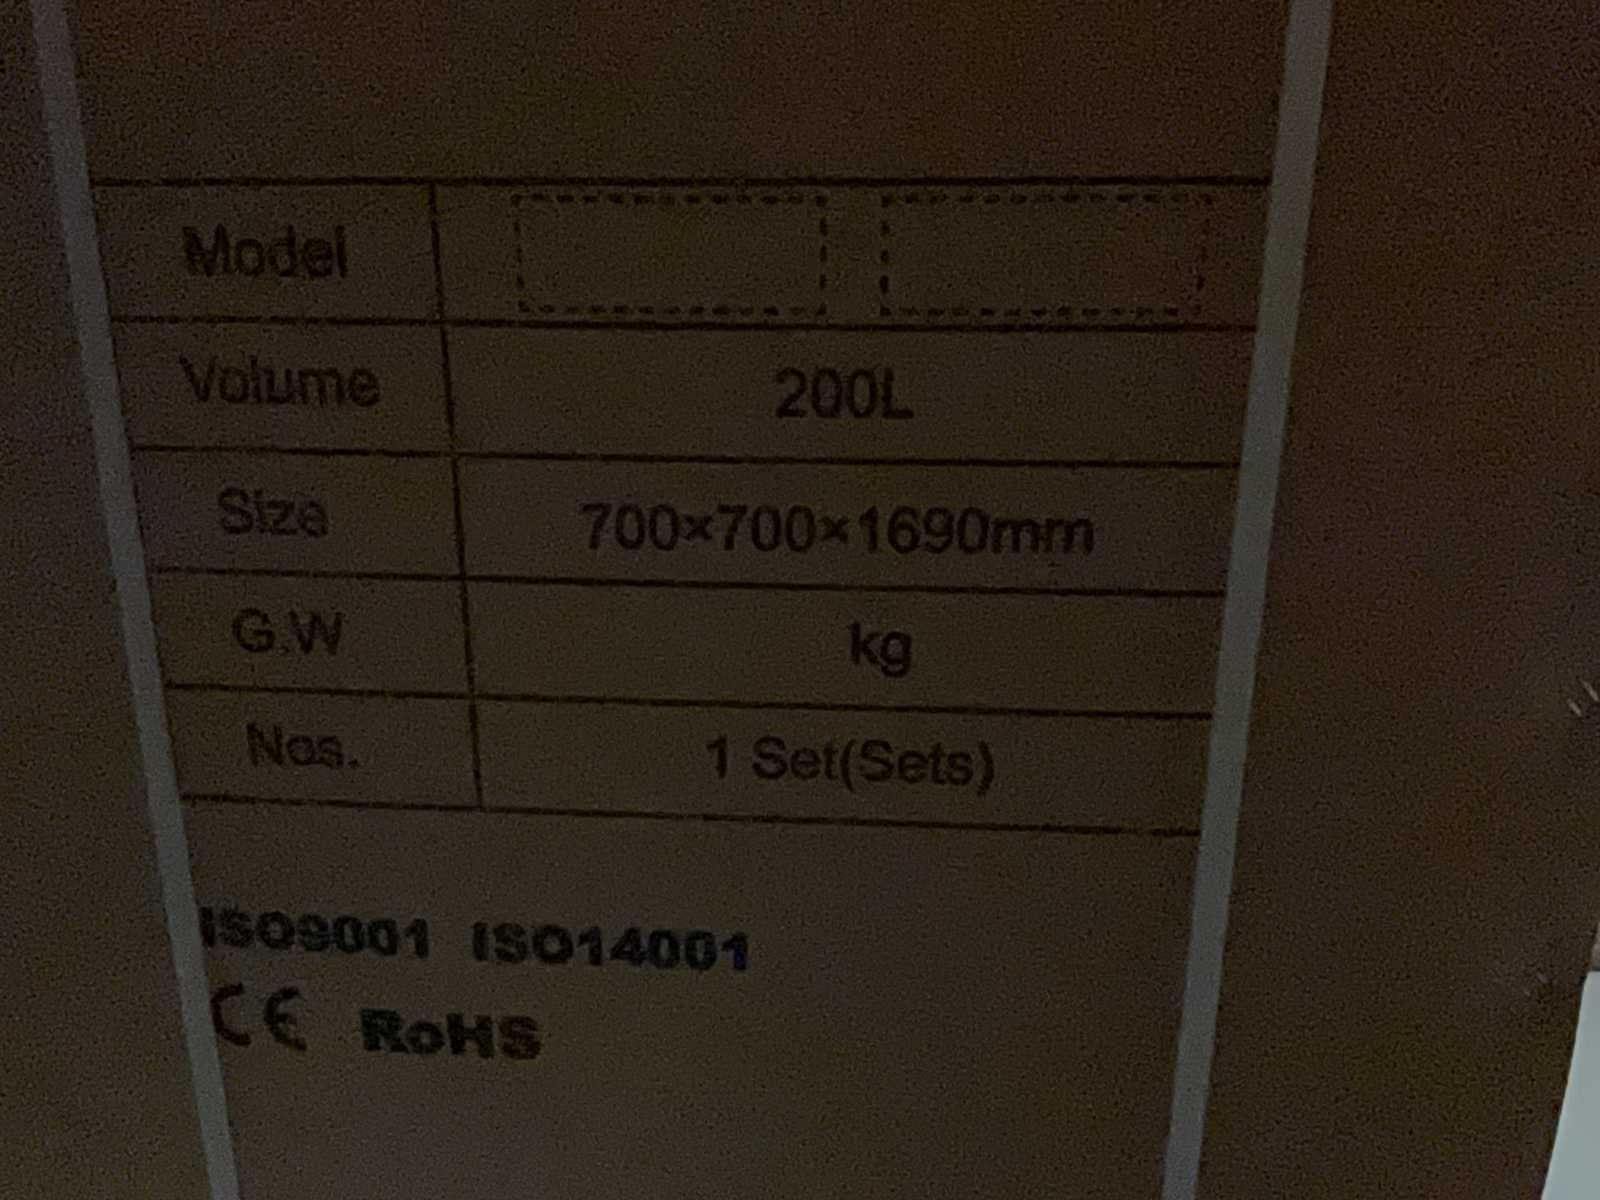 Model
Volume 200L
Size 700×700×1690mm
G.W kg
Nos. 1 Set(Sets)
ISO9001 ISO14001
CE RoHS